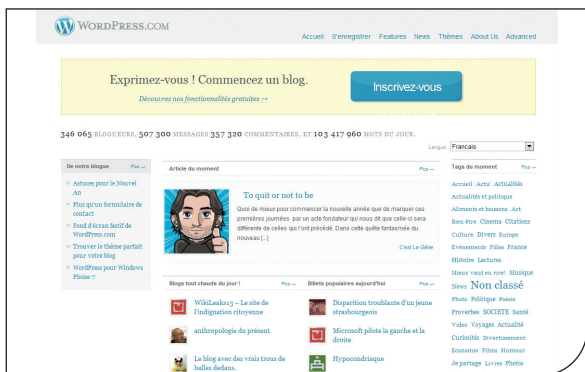 WORDPRESS.COM
Accueil S'enregistrer Features News Thèmes About Us Advanced
Exprimez-vous ! Commencez un blog.
Découvrez nos fonctionnalités gratuites →
Inscrivez-vous
346 065 BLOGUEURS, 507 300 MESSAGES 357 320 COMMENTAIRES, ET 103 417 960 MOTS DU JOUR.
Langue: Francais
De notre blogue Plus →
Astuces pour le Nouvel
An
Plus qu'un formulaire de
contact
Fond d'écran festif de
WordPress.com
Trouver le thème parfait
pour votre blog
WordPress pour Windows
Phone 7
Article du moment Plus →
To quit or not to be
Quoi de mieux pour commencer la nouvelle année que de marquer ces
premières journées par un acte fondateur qui nous dit que celle-ci sera
différente de celles qui l'ont précédé. Dans cette quête fantasmée du
nouveau [...]
C'est La Gêne
Blogs tout chauds du jour ! Plus →
WikiLeaks13 – Le site de
l'indignation citoyenne
anthropologie du présent
Le blog avec des vrais trous de
balles dedans.
Billets populaires aujourd'hui Plus →
Disparition troublante d'un jeune
strasbourgeois
Microsoft pilote la gauche et la
droite
Hypocondriaque
Tags du moment Plus →
Accueil Actu' Actualités
Actualités et politique
Aliments et boissons Art
Bien être Cinema Citations
Culture Divers Europe
Evènements Filles France
Histoire Lectures
Mieux vaut en rire! Musique
News Non classé
Photo Politique Poésie
Proverbes SOCIETE Santé
Video Voyages Actualité
Curiosités Divertissement
Economie Films Humour
Je partage Livres Photos